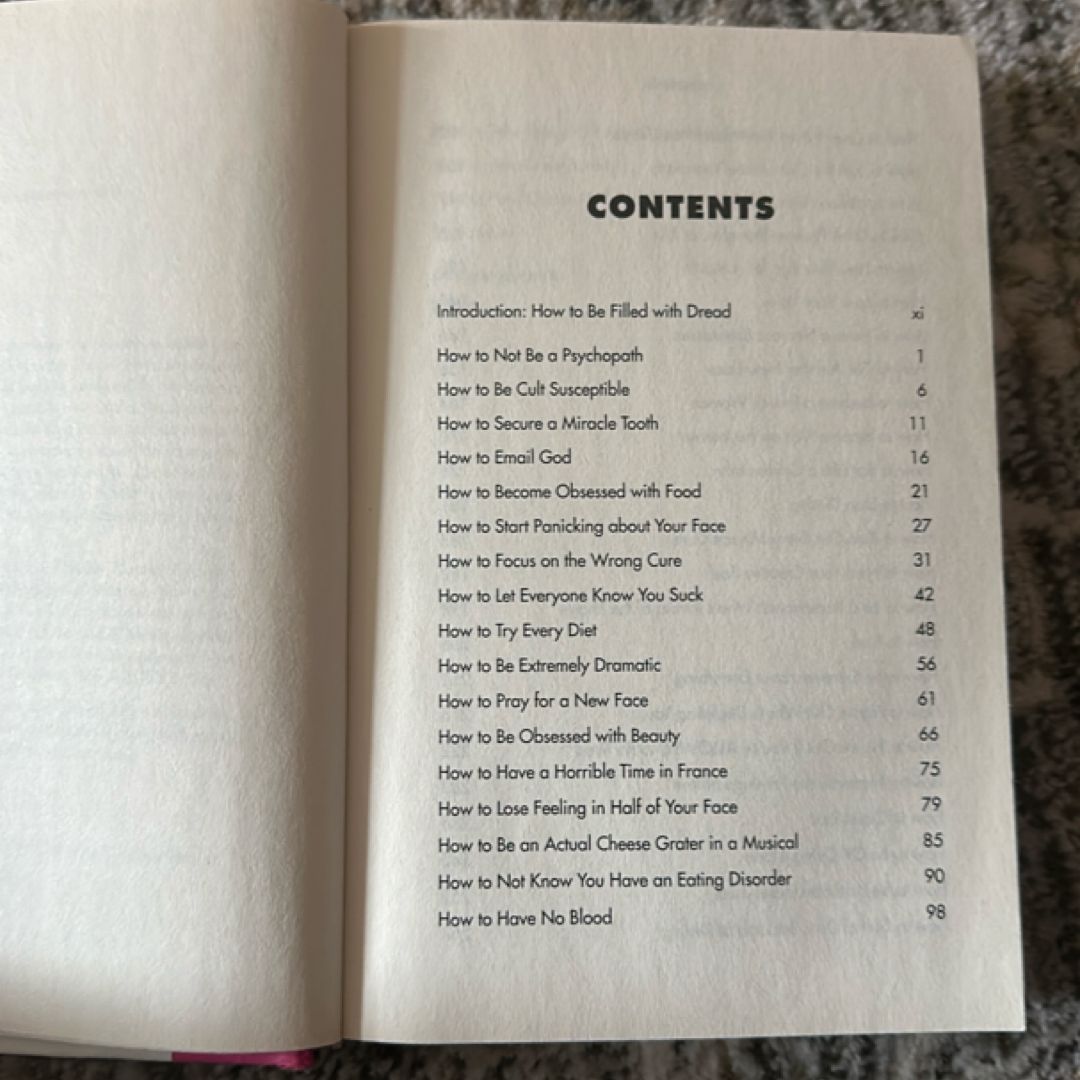 CONTENTS
Introduction: How to Be Filled with Dread xi
How to Not Be a Psychopath 1
How to Be Cult Susceptible 6
How to Secure a Miracle Tooth 11
How to Email God 16
How to Become Obsessed with Food 21
How to Start Panicking about Your Face 27
How to Focus on the Wrong Cure 31
How to Let Everyone Know You Suck 42
How to Try Every Diet 48
How to Be Extremely Dramatic 56
How to Pray for a New Face 61
How to Be Obsessed with Beauty 66
How to Have a Horrible Time in France 75
How to Lose Feeling in Half of Your Face 79
How to Be an Actual Cheese Grater in a Musical 85
How to Not Know You Have an Eating Disorder 90
How to Have No Blood 98